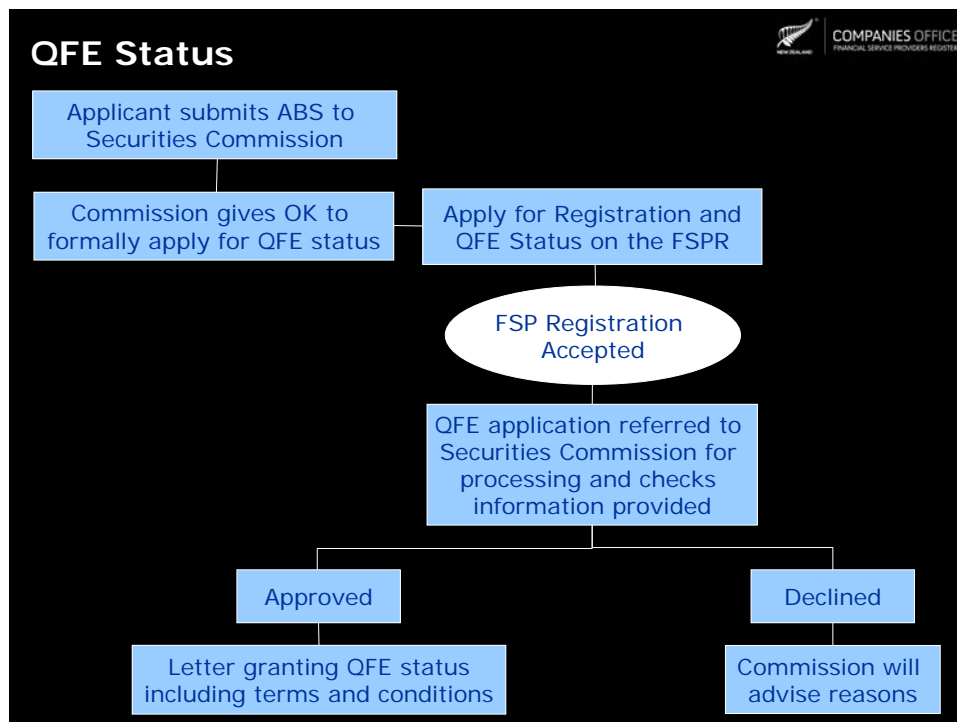 QFE Status
NEW ZEALAND
COMPANIES OFFICE
FINANCIAL SERVICE PROVIDERS REGISTER
Applicant submits ABS to
Securities Commission
Commission gives OK to
formally apply for QFE status
Apply for Registration and
QFE Status on the FSPR
FSP Registration
Accepted
QFE application referred to
Securities Commission for
processing and checks
information provided
Approved
Declined
Letter granting QFE status
including terms and conditions
Commission will
advise reasons